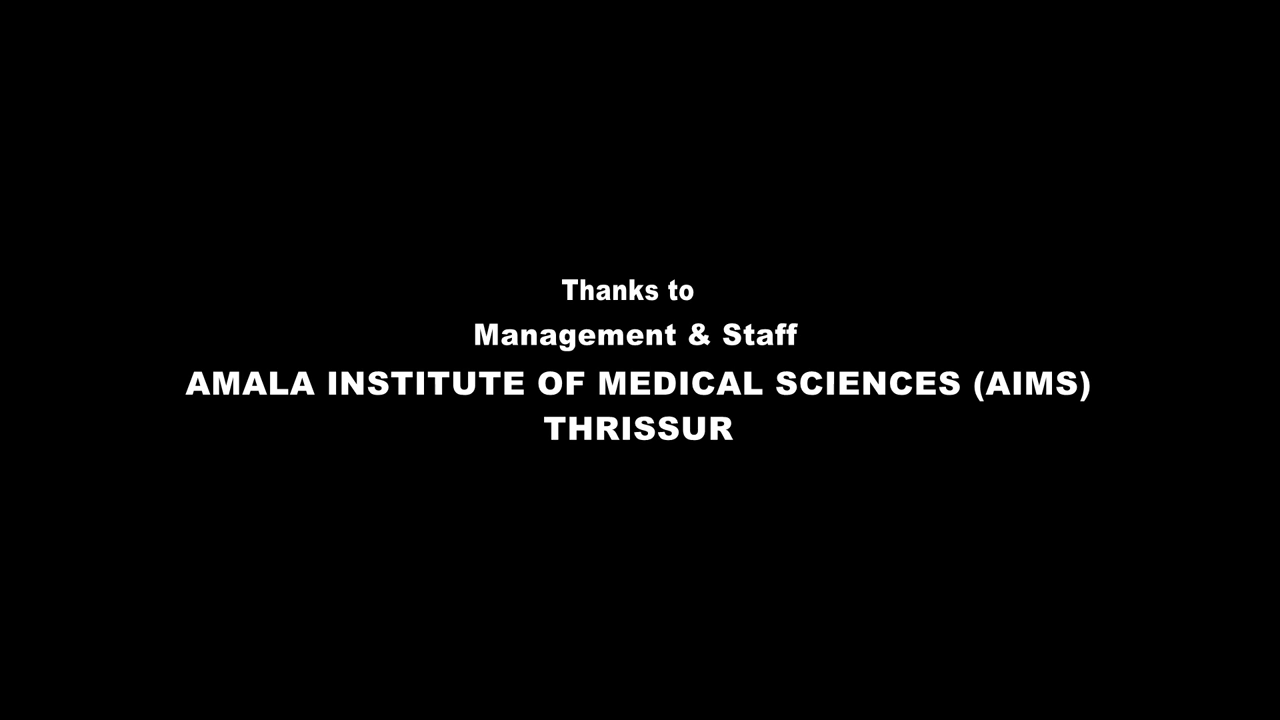 Thanks to
Management & Staff
AMALA INSTITUTE OF MEDICAL SCIENCES (AIMS)
THRISSUR